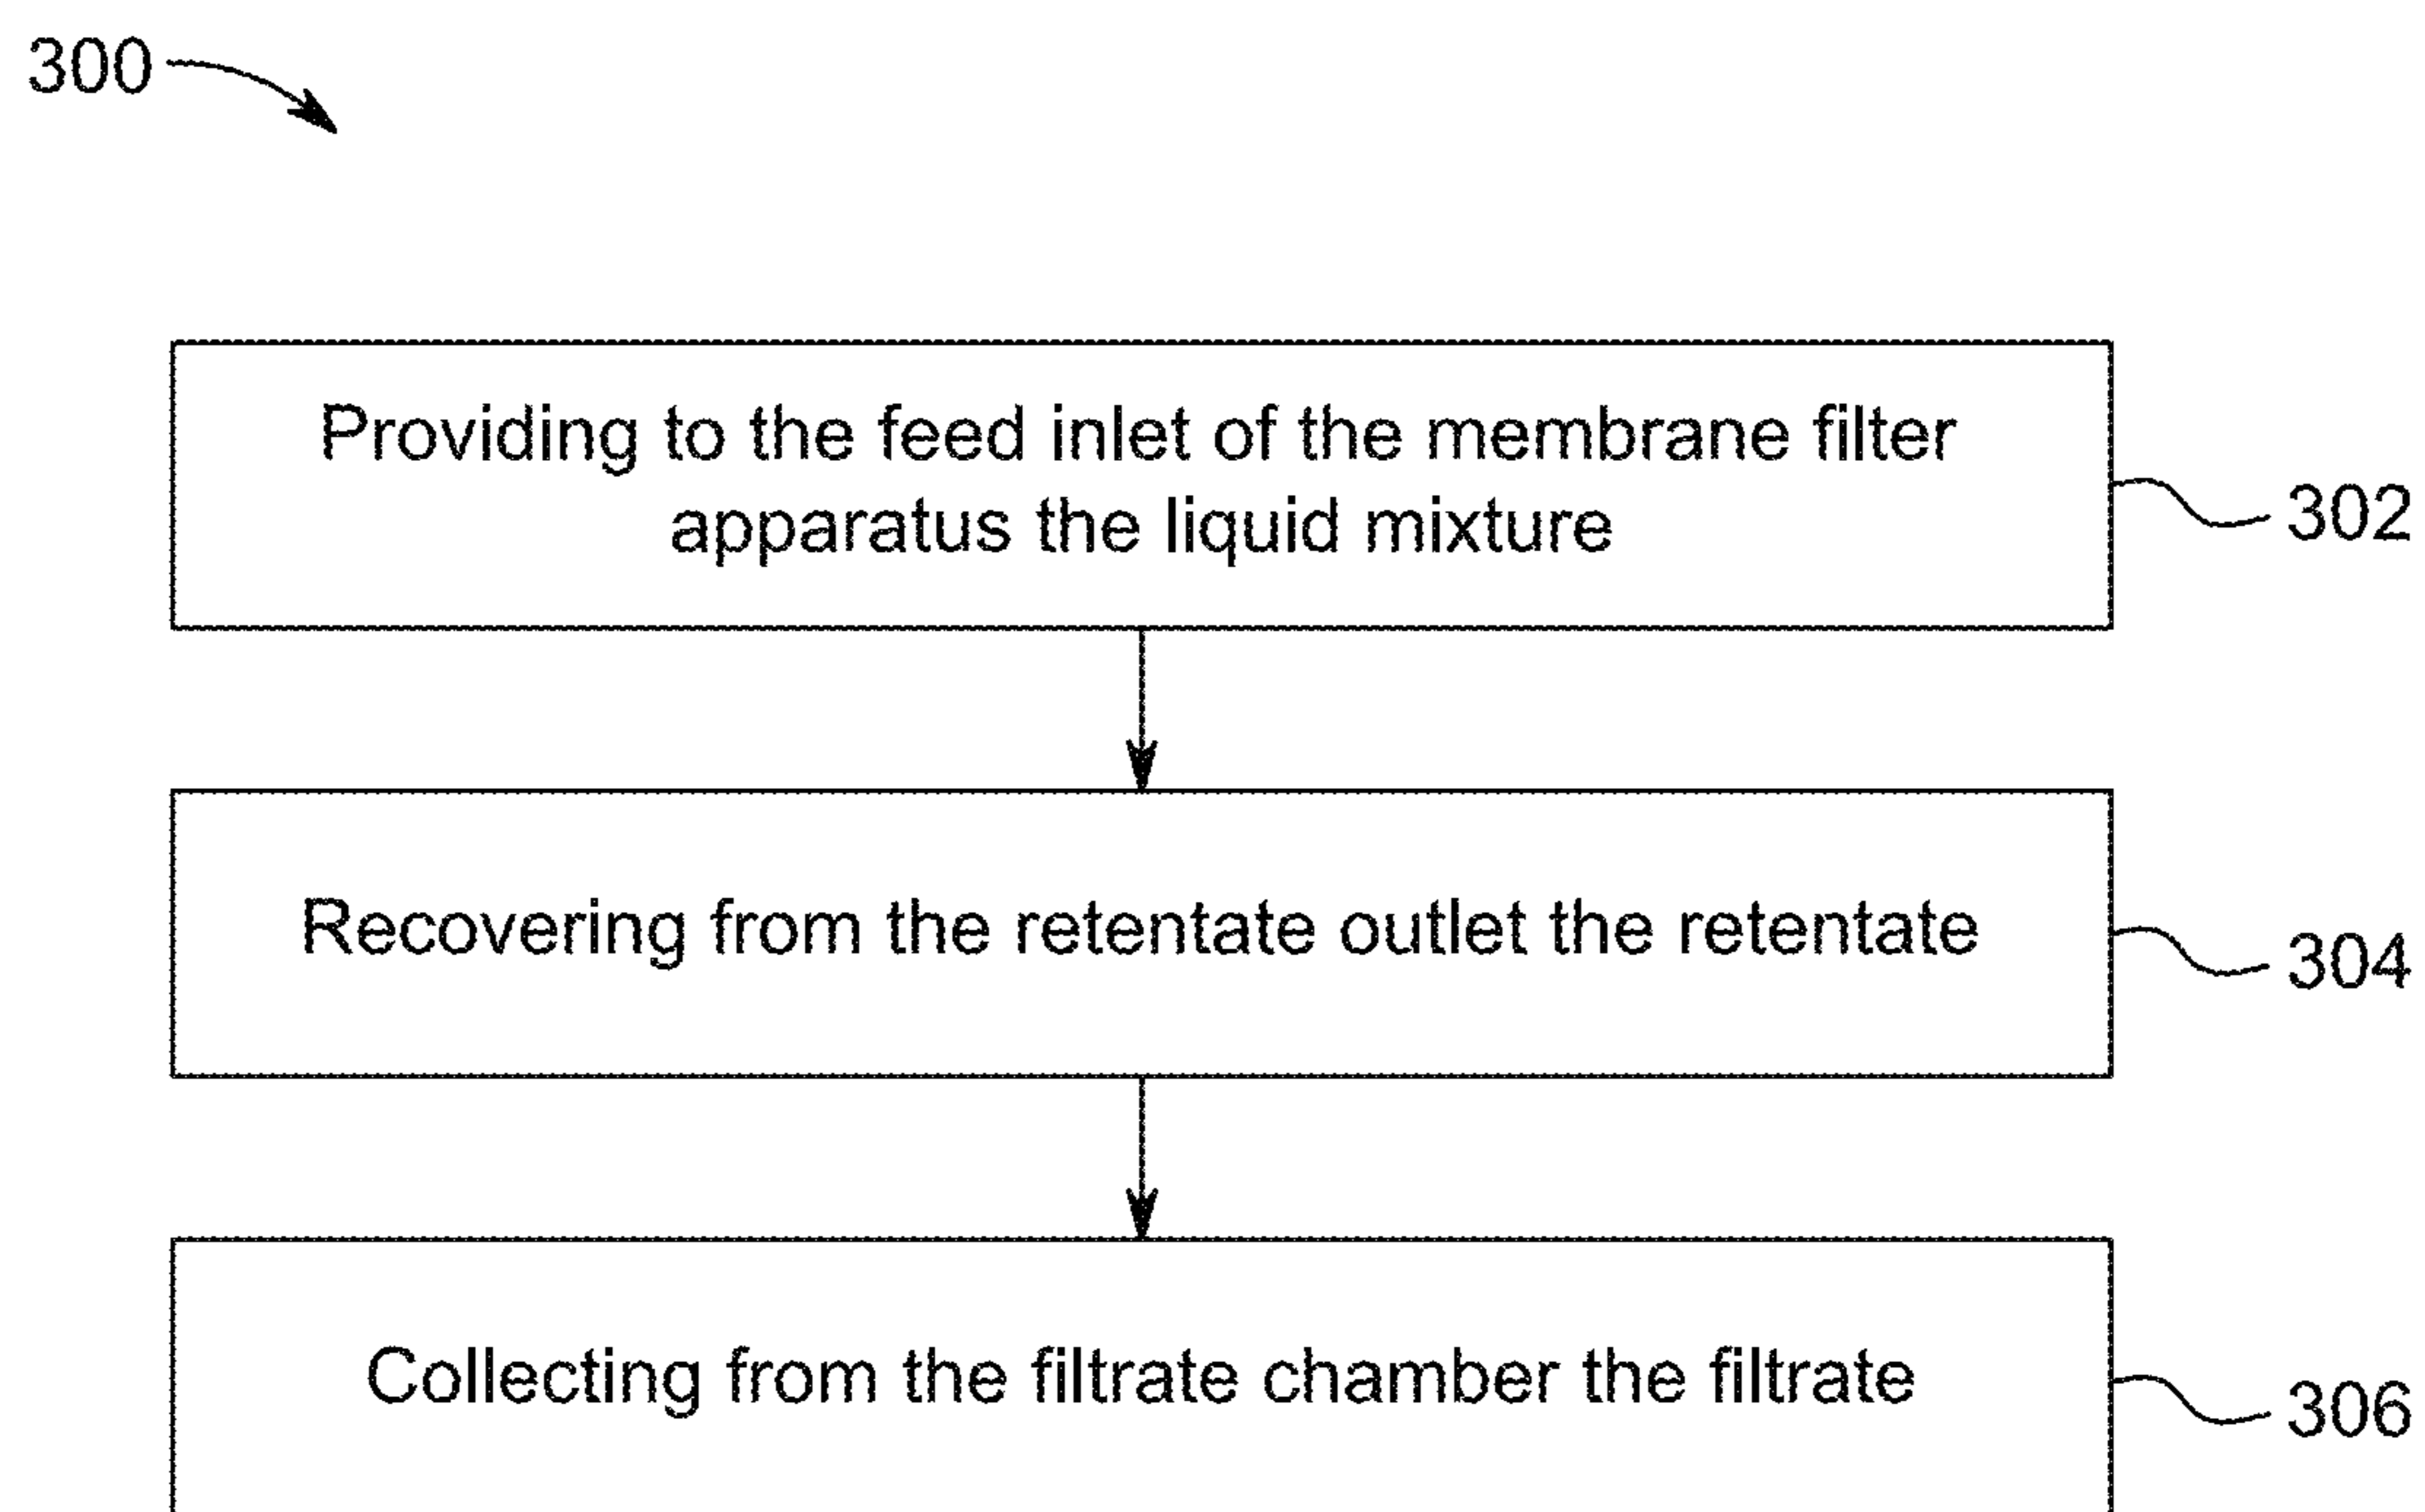 300
Providing to the feed inlet of the membrane filter
apparatus the liquid mixture
302
Recovering from the retentate outlet the retentate
304
Collecting from the filtrate chamber the filtrate
306